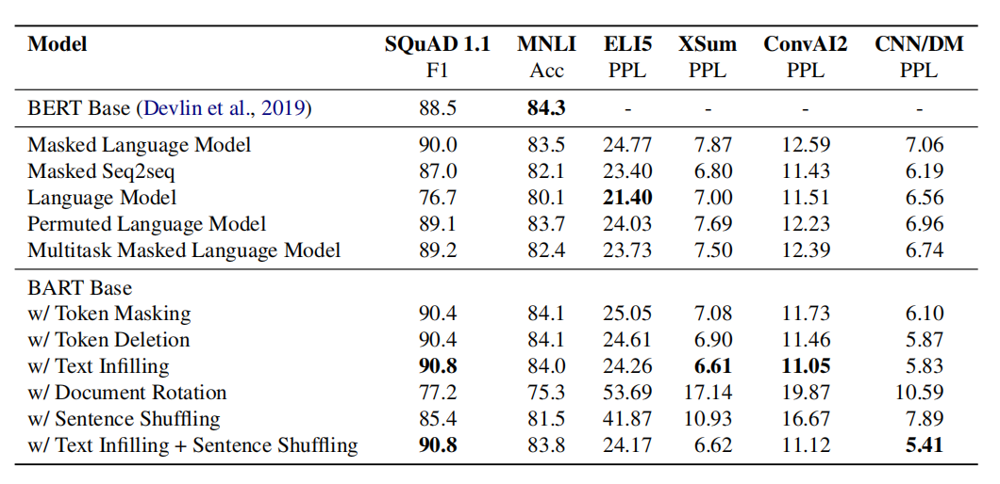 Model SQuAD 1.1 MNLI ELI5 XSum ConvAI2 CNN/DM
F1 Acc PPL PPL PPL PPL
BERT Base (Devlin et al., 2019) 88.5 84.3 - - - -
Masked Language Model 90.0 83.5 24.77 7.87 12.59 7.06
Masked Seq2seq 87.0 82.1 23.40 6.80 11.43 6.19
Language Model 76.7 80.1 21.40 7.00 11.51 6.56
Permuted Language Model 89.1 83.7 24.03 7.69 12.23 6.96
Multitask Masked Language Model 89.2 82.4 23.73 7.50 12.39 6.74
BART Base
w/ Token Masking 90.4 84.1 25.05 7.08 11.73 6.10
w/ Token Deletion 90.4 84.1 24.61 6.90 11.46 5.87
w/ Text Infilling 90.8 84.0 24.26 6.61 11.05 5.83
w/ Document Rotation 77.2 75.3 53.69 17.14 19.87 10.59
w/ Sentence Shuffling 85.4 81.5 41.87 10.93 16.67 7.89
w/ Text Infilling + Sentence Shuffling 90.8 83.8 24.17 6.62 11.12 5.41